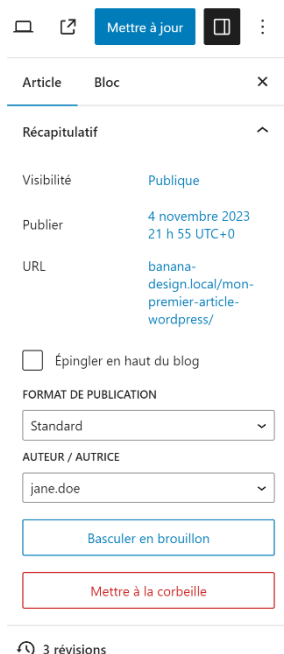 Mettre à jour
Article Bloc
Récapitulatif
Visibilité Publique
Publier 4 novembre 2023
21 h 55 UTC+0
URL banana-
design.local/mon-
premier-article-
wordpress/
Épingler en haut du blog
FORMAT DE PUBLICATION
Standard
AUTEUR / AUTRICE
jane.doe
Basculer en brouillon
Mettre à la corbeille
3 révisions